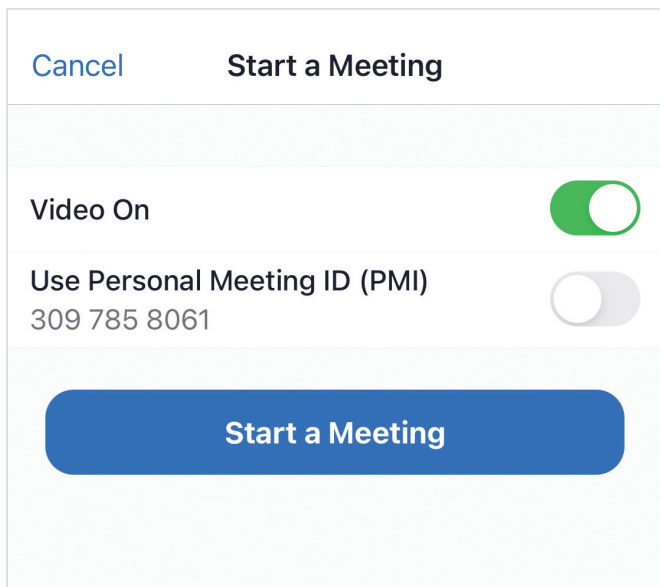 Cancel Start a Meeting
Video On
Use Personal Meeting ID (PMI)
309 785 8061
Start a Meeting